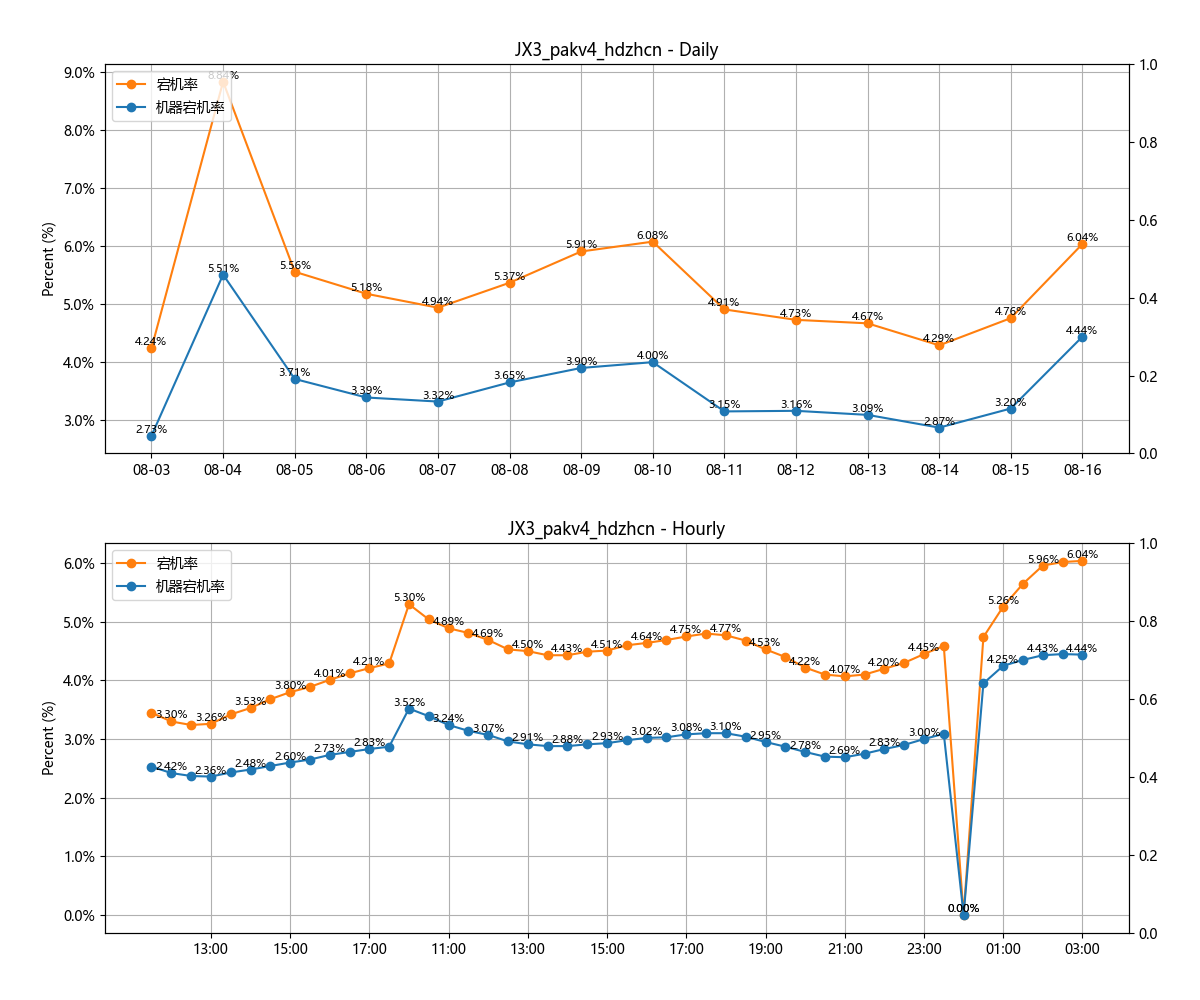 JX3_pakv4_hdzhcn - Daily
宕机率
机器宕机率
Percent (%)
9.0%
8.0%
7.0%
6.0%
5.0%
4.0%
3.0%
1.0
0.8
0.6
0.4
0.2
0.0
4.24% 8.84% 5.56% 5.18% 4.94% 5.37% 5.91% 6.08% 4.91% 4.73% 4.67% 4.29% 4.76% 6.04%
2.73% 5.51% 3.71% 3.39% 3.32% 3.65% 3.90% 4.00% 3.15% 3.16% 3.09% 2.87% 3.20% 4.44%
08-03 08-04 08-05 08-06 08-07 08-08 08-09 08-10 08-11 08-12 08-13 08-14 08-15 08-16
JX3_pakv4_hdzhcn - Hourly
宕机率
机器宕机率
Percent (%)
6.0%
5.0%
4.0%
3.0%
2.0%
1.0%
0.0%
1.0
0.8
0.6
0.4
0.2
0.0
3.30% 3.26% 3.53% 3.80% 4.01% 4.21% 5.30% 4.89% 4.69% 4.50% 4.43% 4.51% 4.64% 4.75% 4.77% 4.53% 4.22% 4.07% 4.20% 4.45% 0.00% 5.26% 5.96% 6.04%
2.42% 2.36% 2.48% 2.60% 2.73% 2.83% 3.52% 3.24% 3.07% 2.91% 2.88% 2.93% 3.02% 3.08% 3.10% 2.95% 2.78% 2.69% 2.83% 3.00% 0.00% 4.25% 4.43% 4.44%
13:00 15:00 17:00 11:00 13:00 15:00 17:00 19:00 21:00 23:00 01:00 03:00